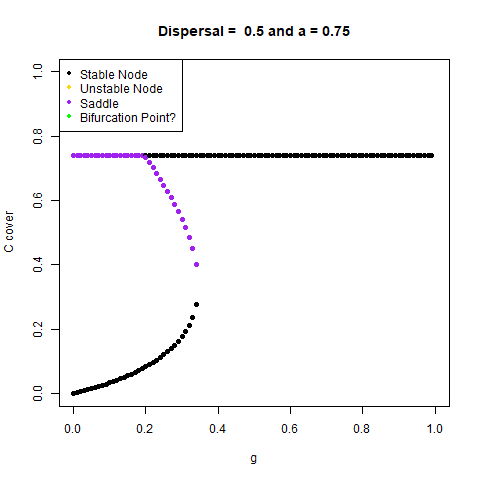 Dispersal =  0.5 and a = 0.75
Stable Node
Unstable Node
Saddle
Bifurcation Point?
C cover
1.0
0.8
0.6
0.4
0.2
0.0
0.0 0.2 0.4 0.6 0.8 1.0
g